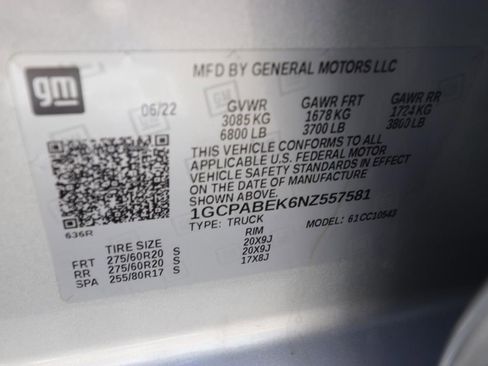 gm
MFD BY GENERAL MOTORS LLC
06/22 GVWR GAWR FRT GAWR RR
3085 KG 1678 KG 1724 KG
6800 LB 3700 LB 3800 LB
THIS VEHICLE CONFORMS TO ALL
APPLICABLE U.S. FEDERAL MOTOR
VEHICLE SAFETY STANDARDS IN EFFECT
ON THE DATE OF MANUFACTURE
1GCPABEK6NZ557581
TYPE: TRUCK MODEL: 61CC10543
636R
TIRE SIZE RIM
FRT 275/60R20 S 20X9J
RR 275/60R20 S 20X9J
SPA 255/80R17 S 17X8J